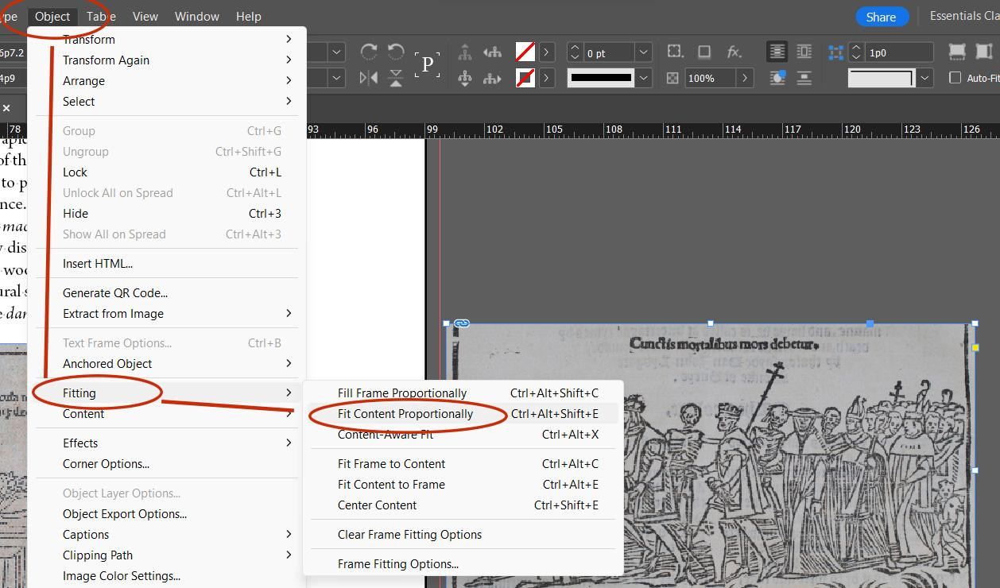 ype Object Table View Window Help Share Essentials Cla
6p7.2 P 0 pt fx. 1p0
4p9 100% Auto-Fi
×
78 93 96 99 102 105 108 111 114 117 120 123 126
apic
of th
to p
nce.
mac
dis
woo
ural s
dan
Transform
Transform Again
Arrange
Select
Group Ctrl+G
Ungroup Ctrl+Shift+G
Lock Ctrl+L
Unlock All on Spread Ctrl+Alt+L
Hide Ctrl+3
Show All on Spread Ctrl+Alt+3
Insert HTML...
Generate QR Code...
Extract from Image
Text Frame Options... Ctrl+B
Anchored Object
Fitting
Content
Effects
Corner Options...
Object Layer Options...
Object Export Options...
Captions
Clipping Path
Image Color Settings...
Fill Frame Proportionally Ctrl+Alt+Shift+C
Fit Content Proportionally Ctrl+Alt+Shift+E
Content-Aware Fit Ctrl+Alt+X
Fit Frame to Content Ctrl+Alt+C
Fit Content to Frame Ctrl+Alt+E
Center Content Ctrl+Shift+E
Clear Frame Fitting Options
Frame Fitting Options...
Cunctis mortalibus mors debetur.